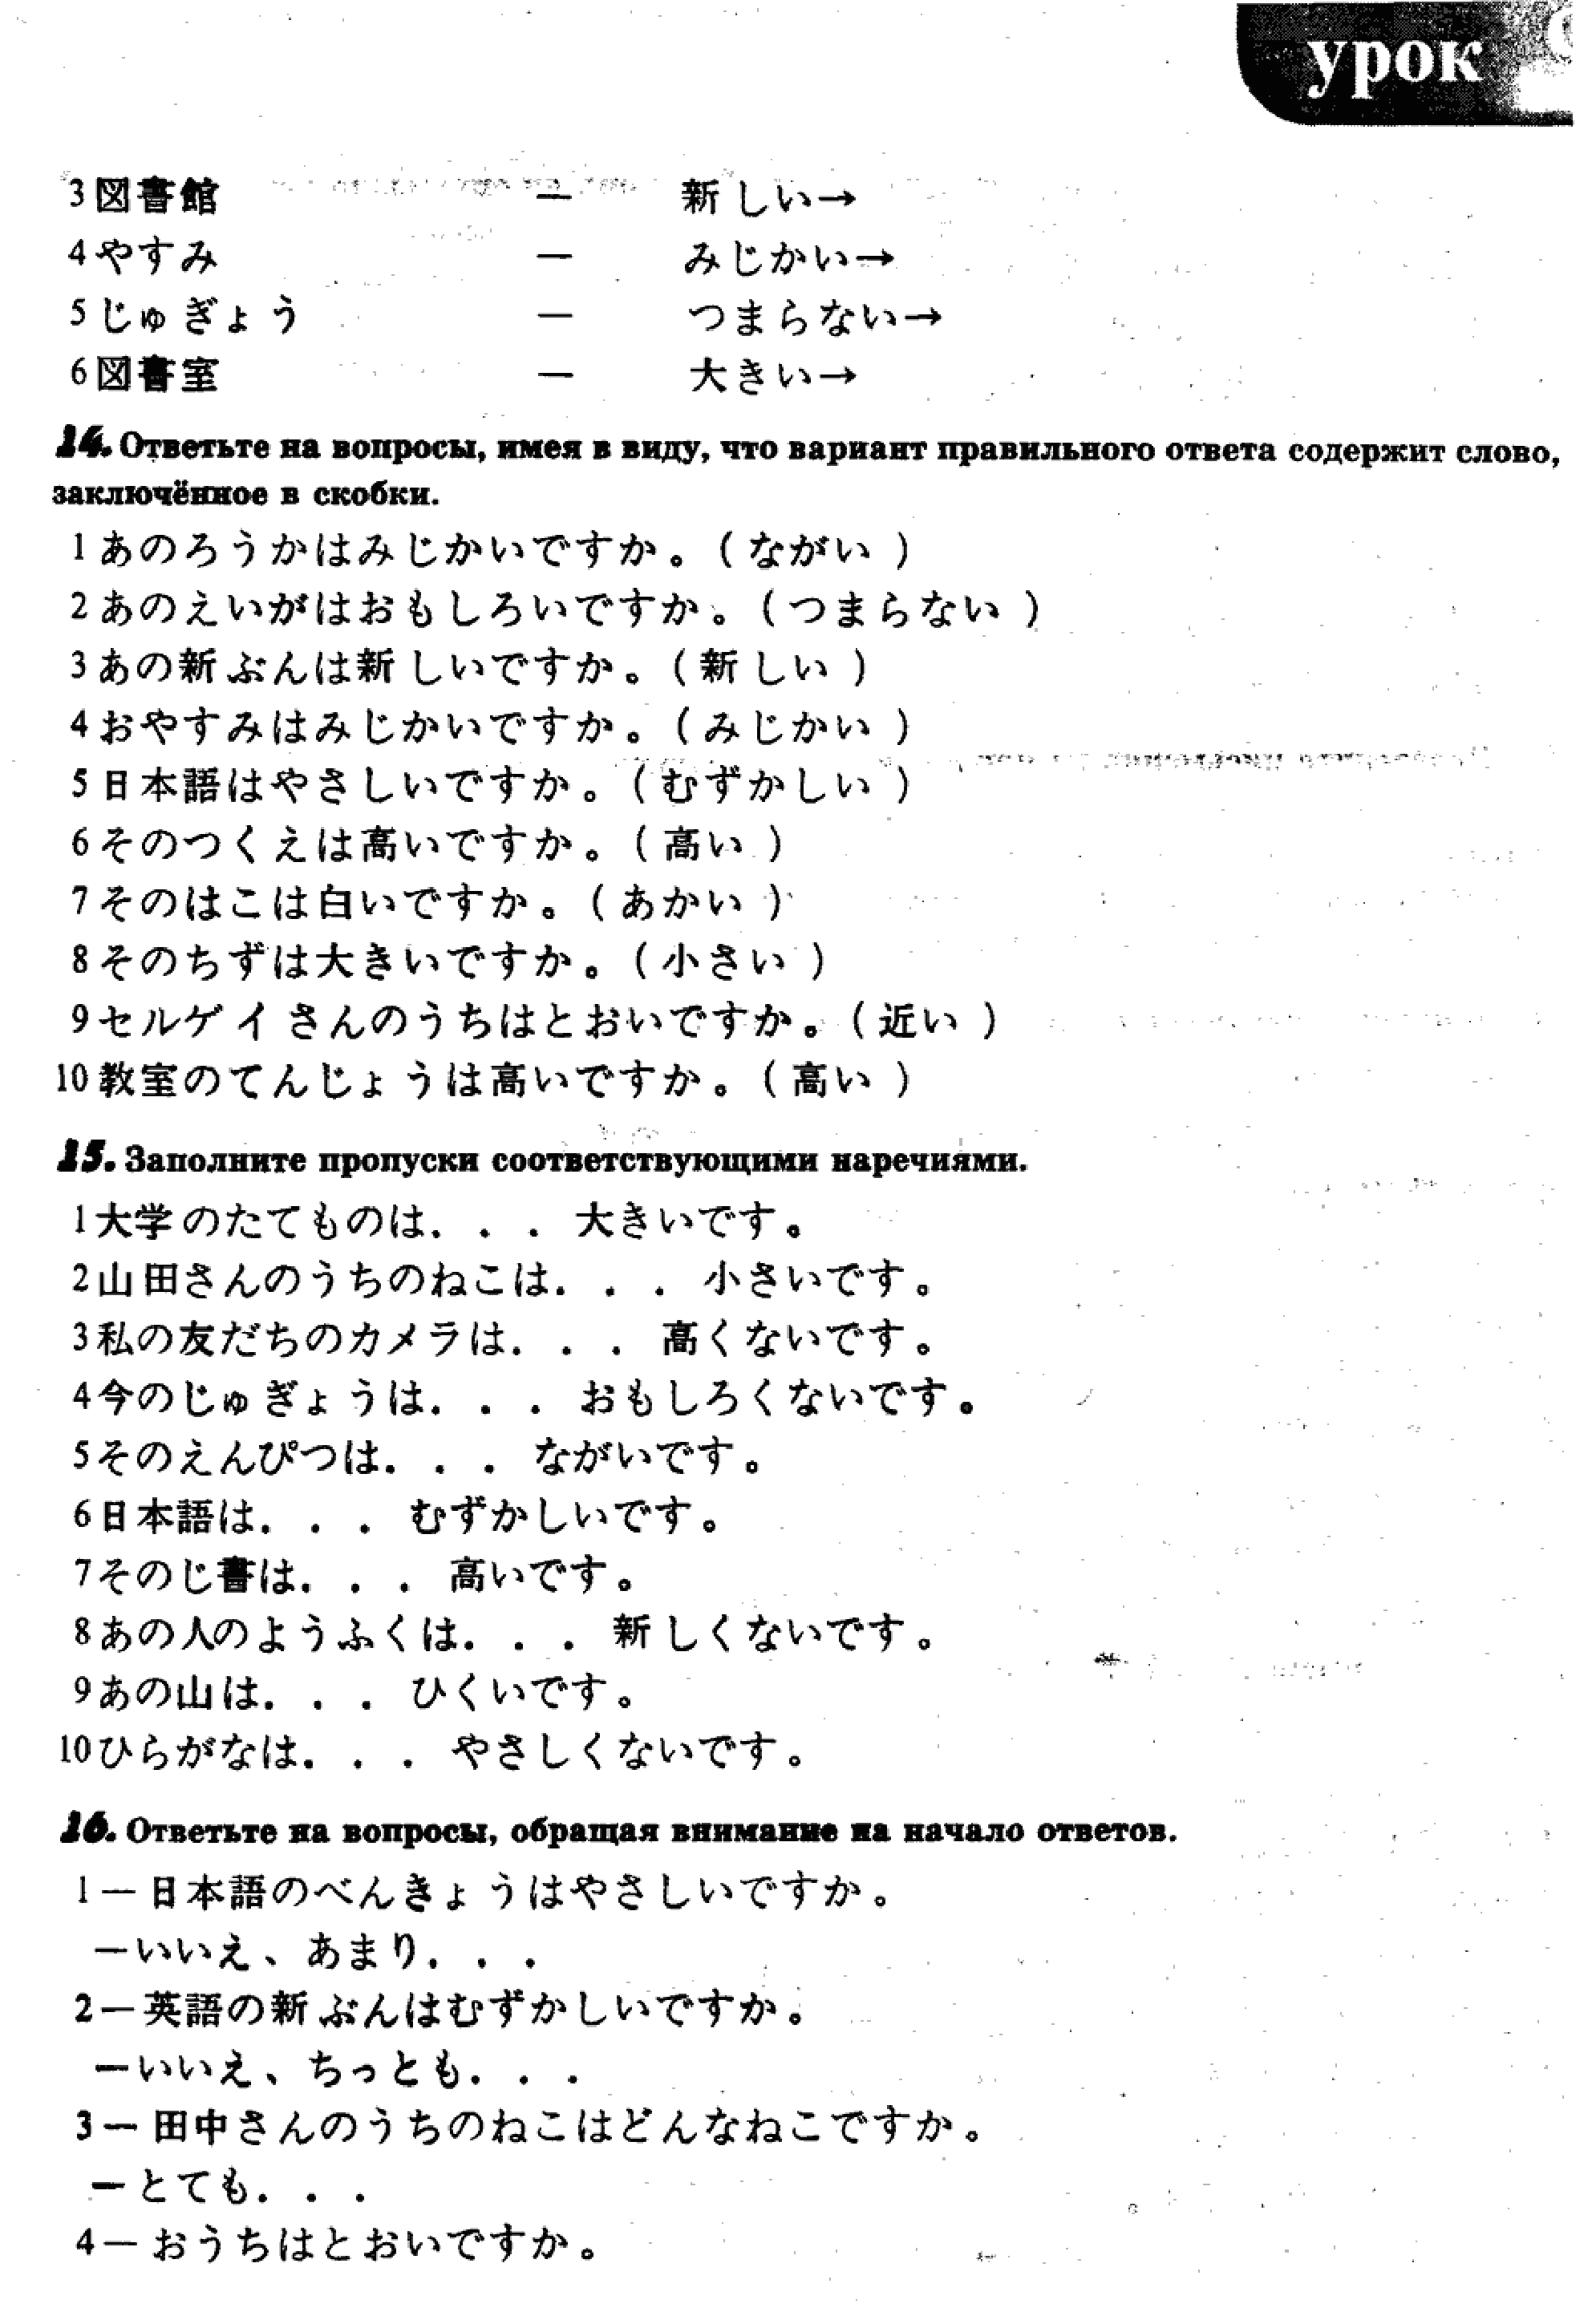 урок
3 図書館 — 新しい→
4 やすみ — みじかい→
5 じゅぎょう — つまらない→
6 図書室 — 大きい→
14. Ответьте на вопросы, имея в виду, что вариант правильного ответа содержит слово,
заключённое в скобки.
1 あのろうかはみじかいですか。( ながい )
2 あのえいがはおもしろいですか。( つまらない )
3 あの新ぶんは新しいですか。( 新しい )
4 おやすみはみじかいですか。( みじかい )
5 日本語はやさしいですか。( むずかしい )
6 そのつくえは高いですか。( 高い )
7 そのはこは白いですか。( あかい )
8 そのちずは大きいですか。( 小さい )
9 セルゲイさんのうちはとおいですか。( 近い )
10 教室のてんじょうは高いですか。( 高い )
15. Заполните пропуски соответствующими наречиями.
1 大学のたてものは. . . 大きいです。
2 山田さんのうちのねこは. . . 小さいです。
3 私の友だちのカメラは. . . 高くないです。
4 今のじゅぎょうは. . . おもしろくないです。
5 そのえんぴつは. . . ながいです。
6 日本語は. . . むずかしいです。
7 そのじ書は. . . 高いです。
8 あの人のようふくは. . . 新しくないです。
9 あの山は. . . ひくいです。
10 ひらがなは. . . やさしくないです。
16. Ответьте на вопросы, обращая внимание на начало ответов.
1 — 日本語のべんきょうはやさしいですか。
— いいえ、あまり. . .
2 — 英語の新ぶんはむずかしいですか。
— いいえ、ちっとも. . .
3 — 田中さんのうちのねこはどんなねこですか。
— とても. . .
4 — おうちはとおいですか。